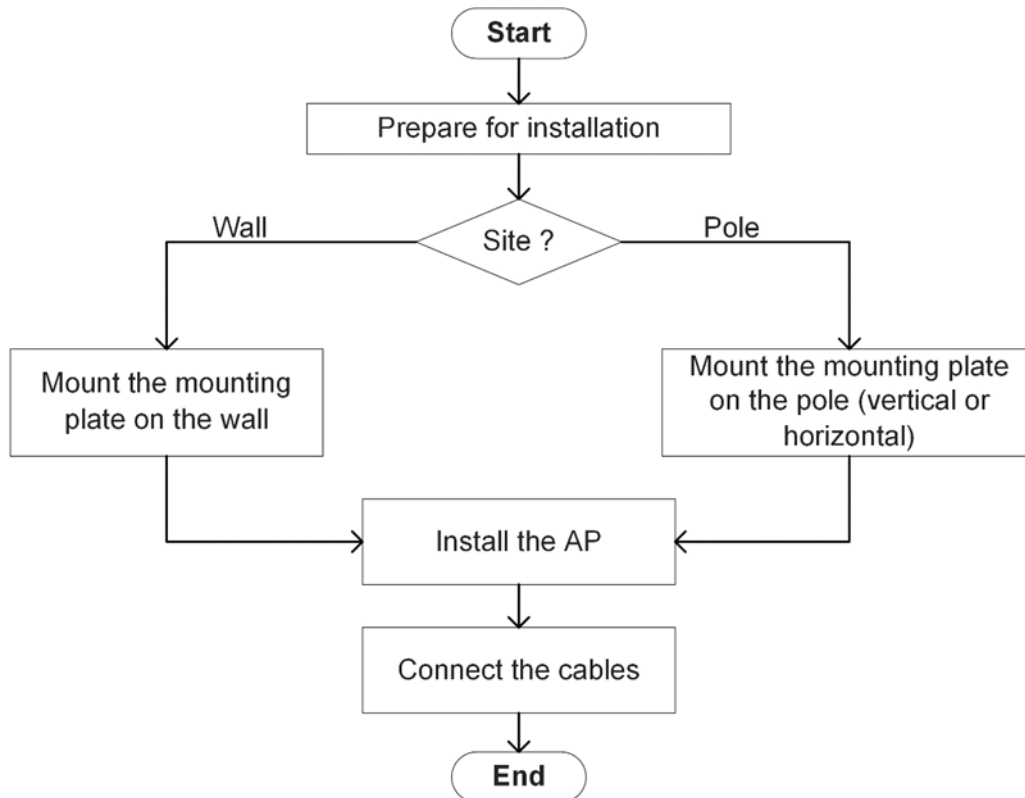 Start
Prepare for installation
Wall
Site ?
Pole
Mount the mounting
plate on the wall
Mount the mounting plate
on the pole (vertical or
horizontal)
Install the AP
Connect the cables
End